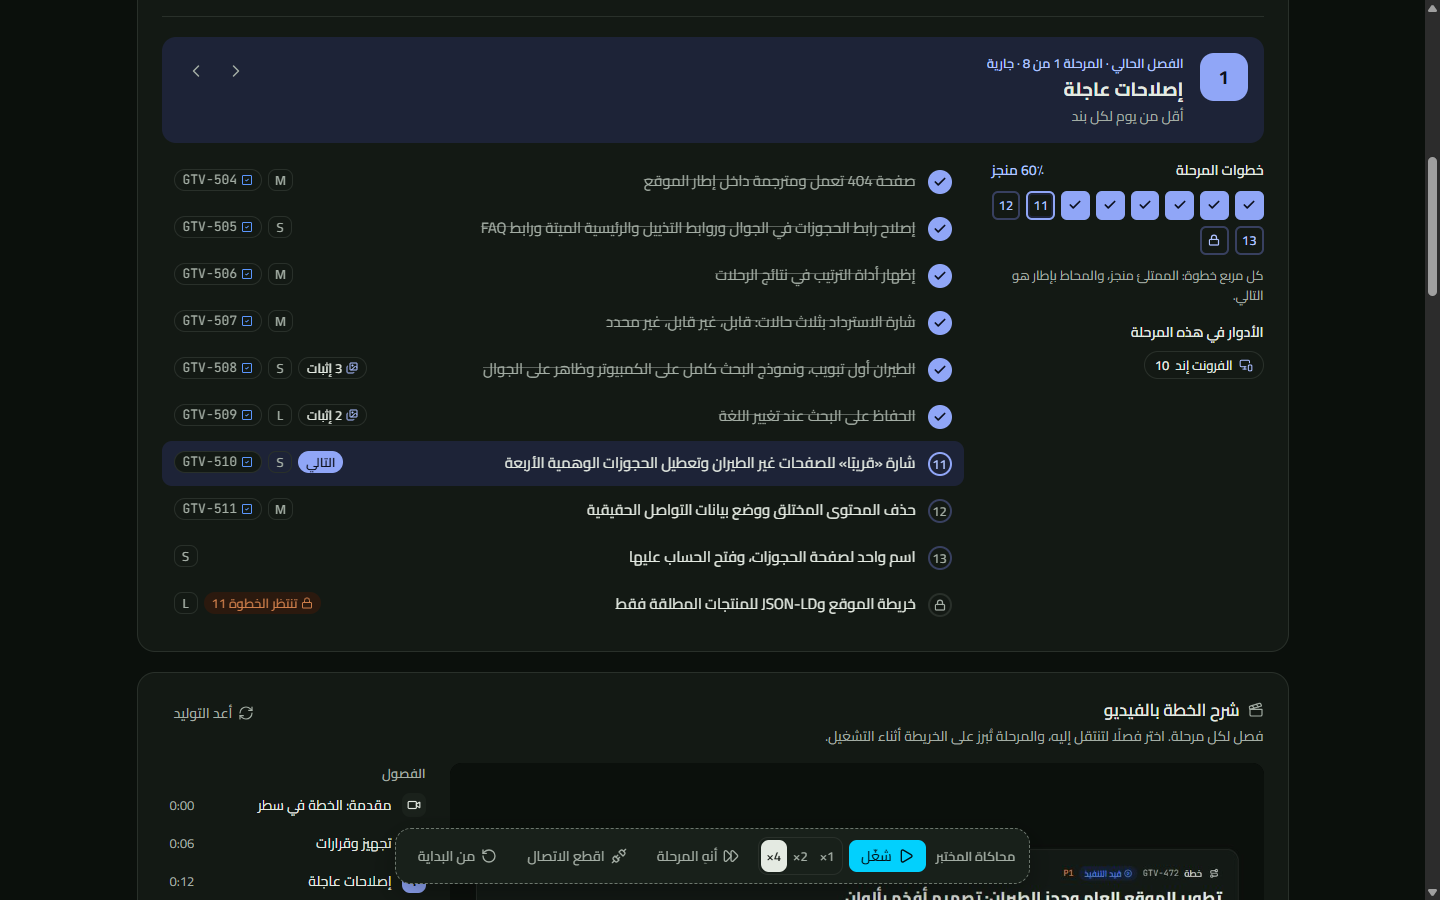 1
الفصل الحالي · المرحلة 1 من 8 · جارية
إصلاحات عاجلة
أقل من يوم لكل بند
خطوات المرحلة
60٪ منجز
11
12
13
كل مربع خطوة: الممتلئ منجز، والمحاط بإطار هو
التالي.
الأدوار في هذه المرحلة
الفرونت إند 10
صفحة 404 تعمل ومترجمة داخل إطار الموقع M GTV-504
إصلاح رابط الحجوزات في الجوال وروابط التذييل والرئيسية الميتة ورابط FAQ S GTV-505
إظهار أداة الترتيب في نتائج الرحلات M GTV-506
شارة الاسترداد بثلاث حالات: قابل، غير قابل، غير محدد M GTV-507
الطيران أول تبويب، ونموذج البحث كامل على الكمبيوتر وظاهر على الجوال 3 إثبات S GTV-508
الحفاظ على البحث عند تغيير اللغة 2 إثبات L GTV-509
11 شارة «قريبًا» للصفحات غير الطيران وتعطيل الحجوزات الوهمية الأربعة التالي S GTV-510
12 حذف المحتوى المختلق ووضع بيانات التواصل الحقيقية M GTV-511
13 اسم واحد لصفحة الحجوزات، وفتح الحساب عليها S
خريطة الموقع وJSON-LD للمنتجات المطلقة فقط تنتظر الخطوة 11 L
شرح الخطة بالفيديو
أعد التوليد
فصل لكل مرحلة. اختر فصلًا لتنتقل إليه، والمرحلة تُبرز على الخريطة أثناء التشغيل.
الفصول
مقدمة: الخطة في سطر 0:00
تجهيز وقرارات 0:06
إصلاحات عاجلة 0:12
محاكاة المختبر
شغّل
×1
×2
×4
أنهِ المرحلة
اقطع الاتصال
من البداية
خطة GTV-472 قيد التنفيذ P1
تطوير الموقع العام وحجز الطيران: تصميم أفخم بألوان